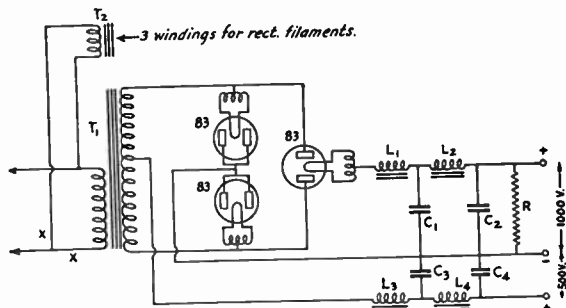 T2
3 windings for rect. filaments.
T1
83
83
83
L1
L2
C1
C2
R
+
1000 V.
-
500V.
C3
C4
L3
L4
+
X
X